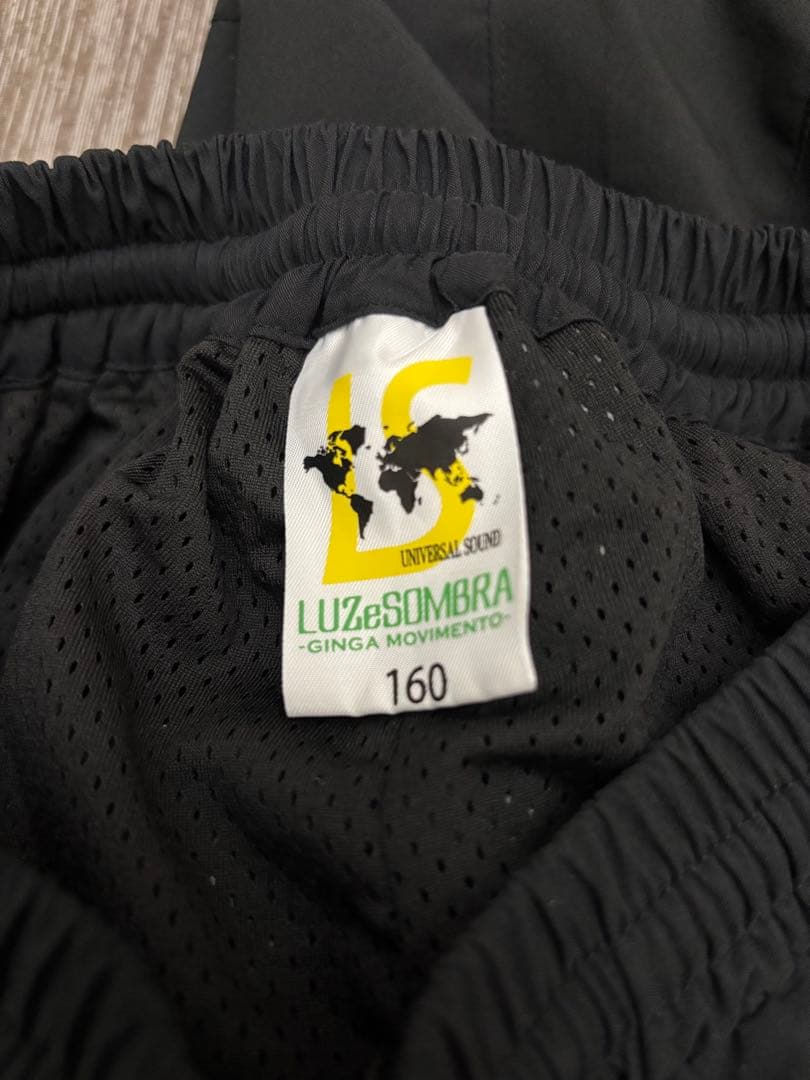 LS
UNIVERSAL SOUND
LUZeSOMBRA
-GINGA MOVIMENTO-
160